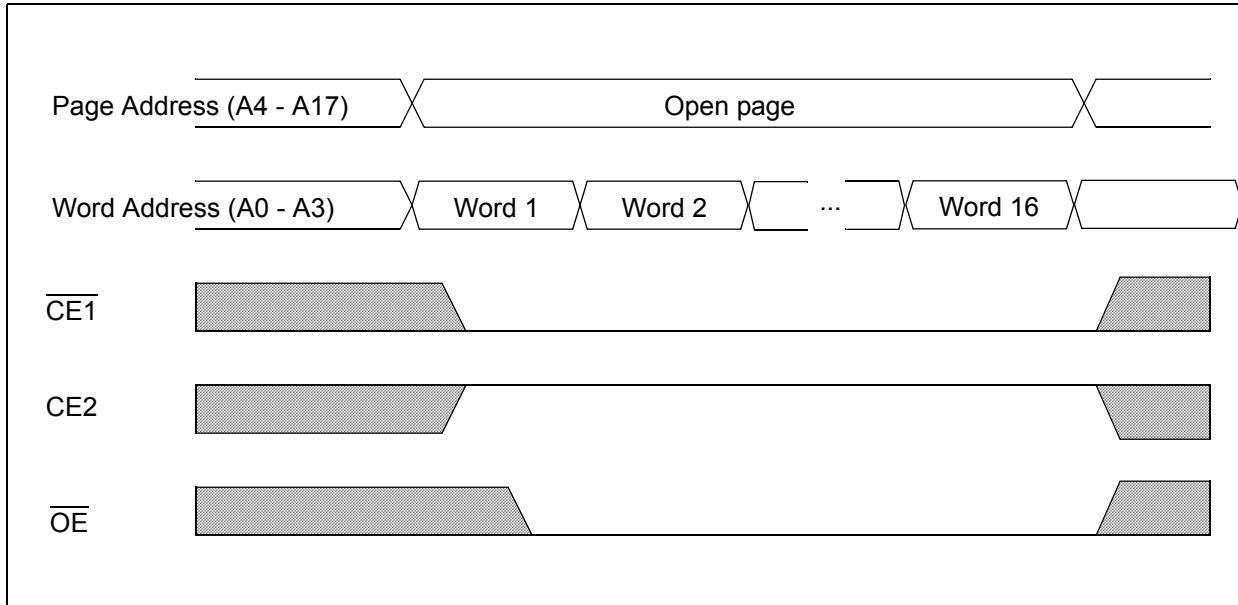 Page Address (A4 - A17) Open page
Word Address (A0 - A3) Word 1 Word 2 ... Word 16
CE1
CE2
OE